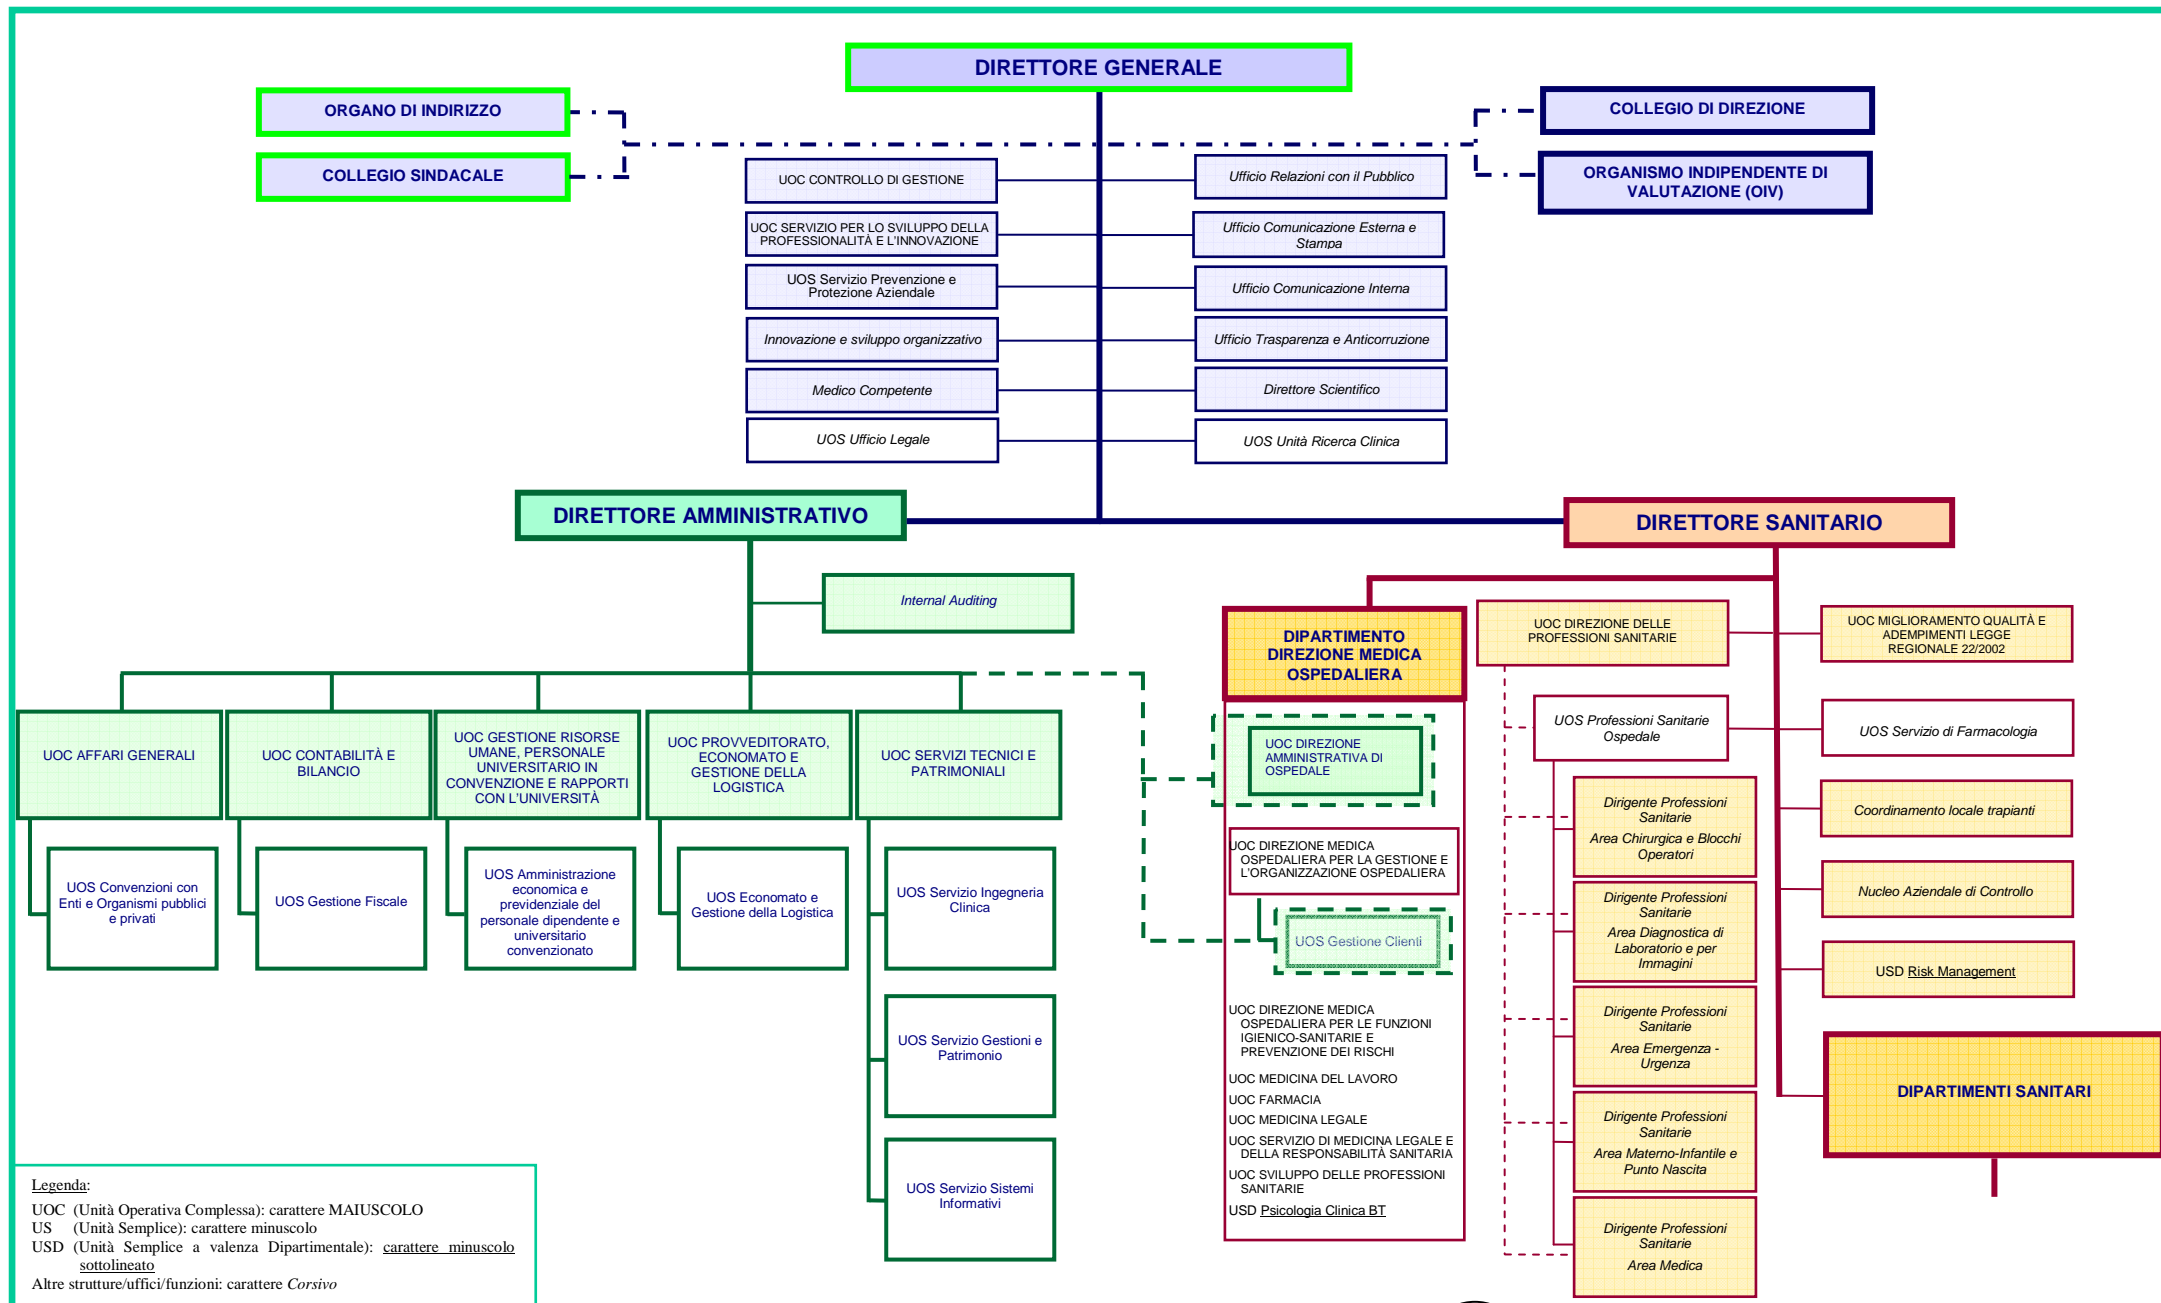 DIRETTORE GENERALE
ORGANO DI INDIRIZZO
COLLEGIO SINDACALE
COLLEGIO DI DIREZIONE
ORGANISMO INDIPENDENTE DI
VALUTAZIONE (OIV)
UOC CONTROLLO DI GESTIONE
Ufficio Relazioni con il Pubblico
UOC SERVIZIO PER LO SVILUPPO DELLA
PROFESSIONALITÀ E L'INNOVAZIONE
Ufficio Comunicazione Esterna e
Stampa
UOS Servizio Prevenzione e
Protezione Aziendale
Ufficio Comunicazione Interna
Innovazione e sviluppo organizzativo
Ufficio Trasparenza e Anticorruzione
Medico Competente
Direttore Scientifico
UOS Ufficio Legale
UOS Unità Ricerca Clinica
DIRETTORE AMMINISTRATIVO
DIRETTORE SANITARIO
Internal Auditing
UOC AFFARI GENERALI
UOC CONTABILITÀ E
BILANCIO
UOC GESTIONE RISORSE
UMANE, PERSONALE
UNIVERSITARIO IN
CONVENZIONE E RAPPORTI
CON L'UNIVERSITÀ
UOC PROVVEDITORATO,
ECONOMATO E
GESTIONE DELLA
LOGISTICA
UOC SERVIZI TECNICI E
PATRIMONIALI
UOS Convenzioni con
Enti e Organismi pubblici
e privati
UOS Gestione Fiscale
UOS Amministrazione
economica e
previdenziale del
personale dipendente e
universitario
convenzionato
UOS Economato e
Gestione della Logistica
UOS Servizio Ingegneria
Clinica
UOS Servizio Gestioni e
Patrimonio
UOS Servizio Sistemi
Informativi
DIPARTIMENTO
DIREZIONE MEDICA
OSPEDALIERA
UOC DIREZIONE
AMMINISTRATIVA DI
OSPEDALE
UOC DIREZIONE MEDICA
OSPEDALIERA PER LA GESTIONE E
L'ORGANIZZAZIONE OSPEDALIERA
UOS Gestione Clienti
UOC DIREZIONE MEDICA
OSPEDALIERA PER LE FUNZIONI
IGIENICO-SANITARIE E
PREVENZIONE DEI RISCHI
UOC MEDICINA DEL LAVORO
UOC FARMACIA
UOC MEDICINA LEGALE
UOC SERVIZIO DI MEDICINA LEGALE E
DELLA RESPONSABILITÀ SANITARIA
UOC SVILUPPO DELLE PROFESSIONI
SANITARIE
USD Psicologia Clinica BT
UOC DIREZIONE DELLE
PROFESSIONI SANITARIE
UOS Professioni Sanitarie
Ospedale
Dirigente Professioni
Sanitarie
Area Chirurgica e Blocchi
Operatori
Dirigente Professioni
Sanitarie
Area Diagnostica di
Laboratorio e per
Immagini
Dirigente Professioni
Sanitarie
Area Emergenza -
Urgenza
Dirigente Professioni
Sanitarie
Area Materno-Infantile e
Punto Nascita
Dirigente Professioni
Sanitarie
Area Medica
UOC MIGLIORAMENTO QUALITÀ E
ADEMPIMENTI LEGGE
REGIONALE 22/2002
UOS Servizio di Farmacologia
Coordinamento locale trapianti
Nucleo Aziendale di Controllo
USD Risk Management
DIPARTIMENTI SANITARI
Legenda:
UOC (Unità Operativa Complessa): carattere MAIUSCOLO
US (Unità Semplice): carattere minuscolo
USD (Unità Semplice a valenza Dipartimentale): carattere minuscolo
sottolineato
Altre strutture/uffici/funzioni: carattere Corsivo